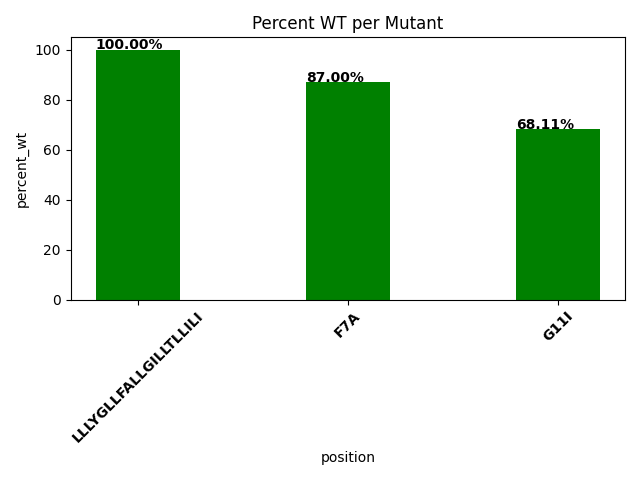 Percent WT per Mutant
percent_wt
100
80
60
40
20
0
100.00%
87.00%
68.11%
LLLYGLLFALLGILLTLLILI
F7A
G11I
position